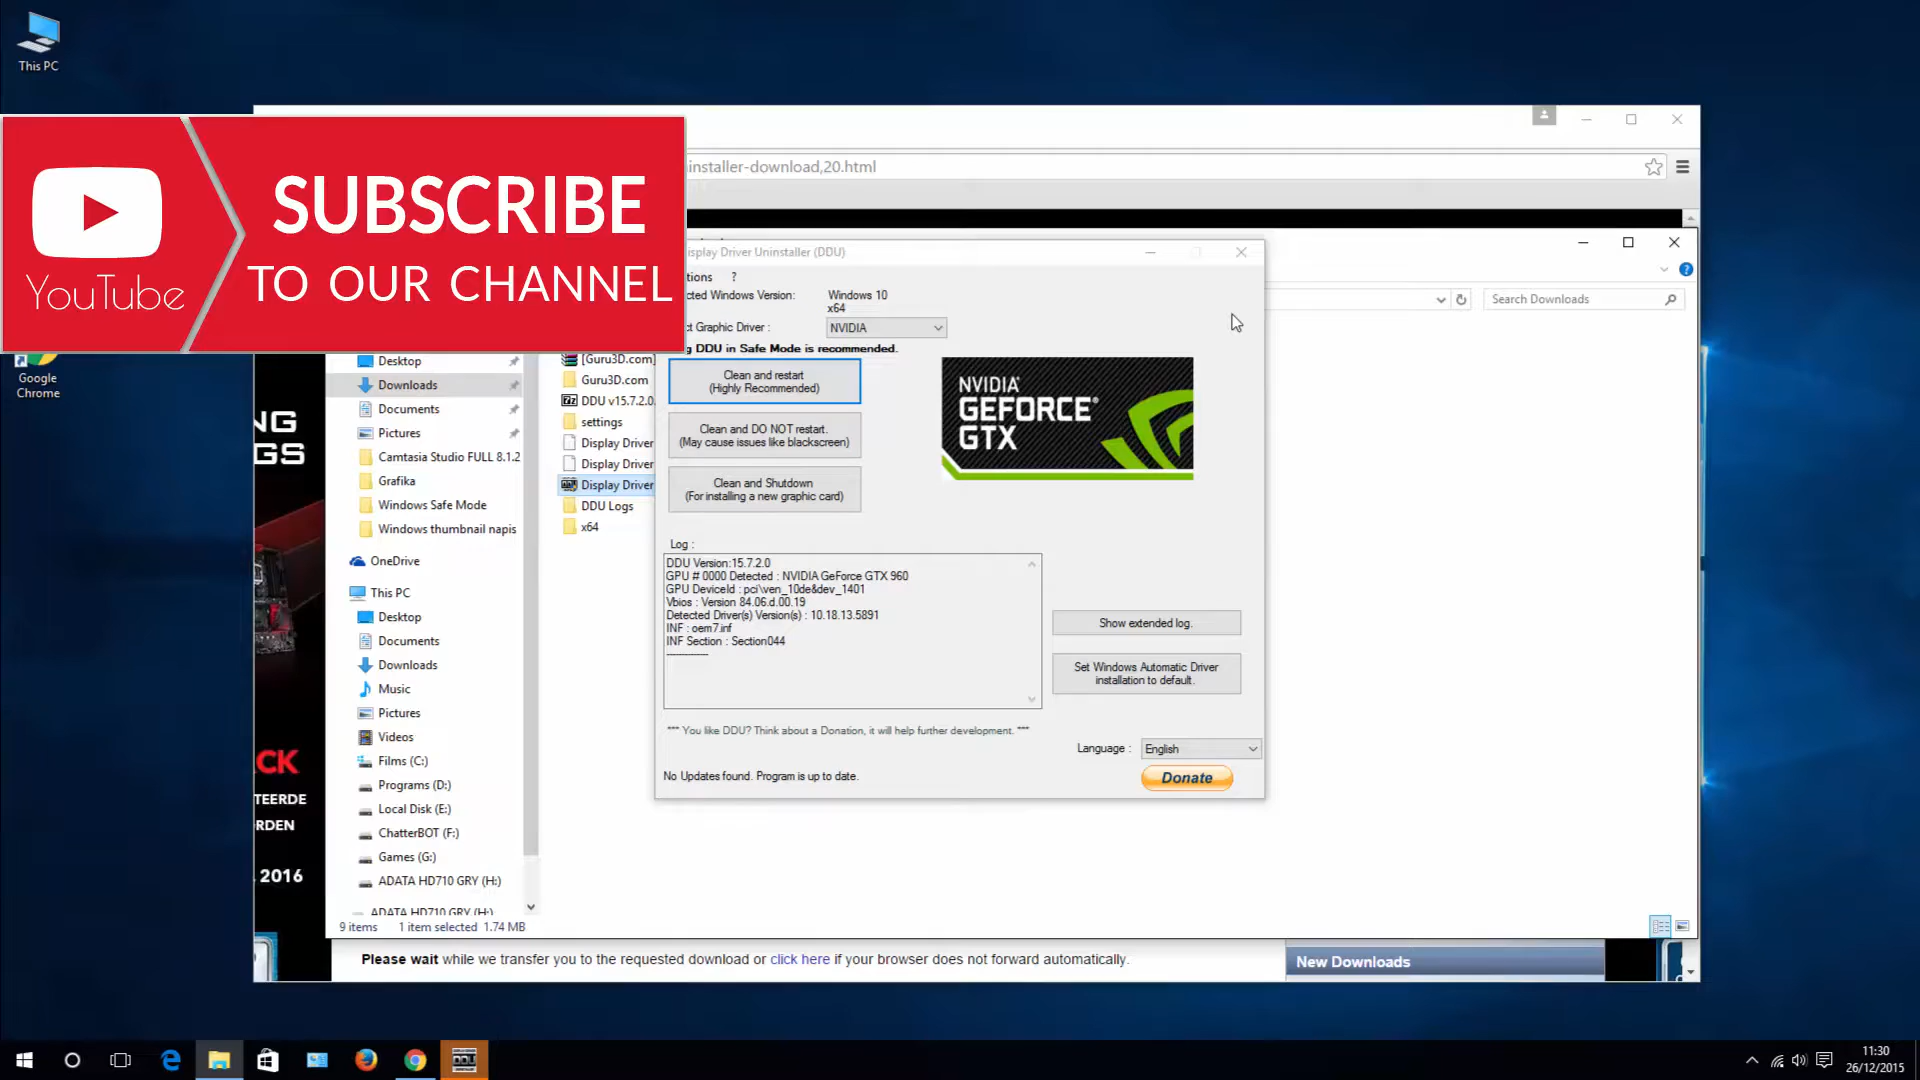 This PC
YouTube
SUBSCRIBE
TO OUR CHANNEL
ninstaller-download,20.html
isplay Driver Uninstaller (DDU)
tions ?
cted Windows Version: Windows 10
x64
ct Graphic Driver : NVIDIA
g DDU in Safe Mode is recommended.
Clean and restart
(Highly Recommended)
Clean and DO NOT restart.
(May cause issues like blackscreen)
Clean and Shutdown
(For installing a new graphic card)
NVIDIA
GEFORCE®
GTX
Log :
DDU Version:15.7.2.0
GPU # 0000 Detected : NVIDIA GeForce GTX 960
GPU DeviceId : pci\ven_10de&dev_1401
Vbios : Version 84.06.d.00.19
Detected Driver(s) Version(s) : 10.18.13.5891
INF : oem7.inf
INF Section : Section044
--------------
Show extended log.
Set Windows Automatic Driver
installation to default.
*** You like DDU? Think about a Donation, it will help further development. ***
Language : English
No Updates found. Program is up to date.
Donate
Search Downloads
Google
Chrome
Desktop
Downloads
Documents
Pictures
Camtasia Studio FULL 8.1.2
Grafika
Windows Safe Mode
Windows thumbnail napis
OneDrive
This PC
Desktop
Documents
Downloads
Music
Pictures
Videos
Films (C:)
Programs (D:)
Local Disk (E:)
ChatterBOT (F:)
Games (G:)
ADATA HD710 GRY (H:)
ADATA HD710 GRY (H:)
[Guru3D.com]
Guru3D.com
DDU v15.7.2.0
settings
Display Driver
Display Driver
Display Driver
DDU Logs
x64
9 items 1 item selected 1.74 MB
NG
GS
CK
TEERDE
RDEN
2016
Please wait while we transfer you to the requested download or click here if your browser does not forward automatically.
New Downloads
DDU
11:30
26/12/2015